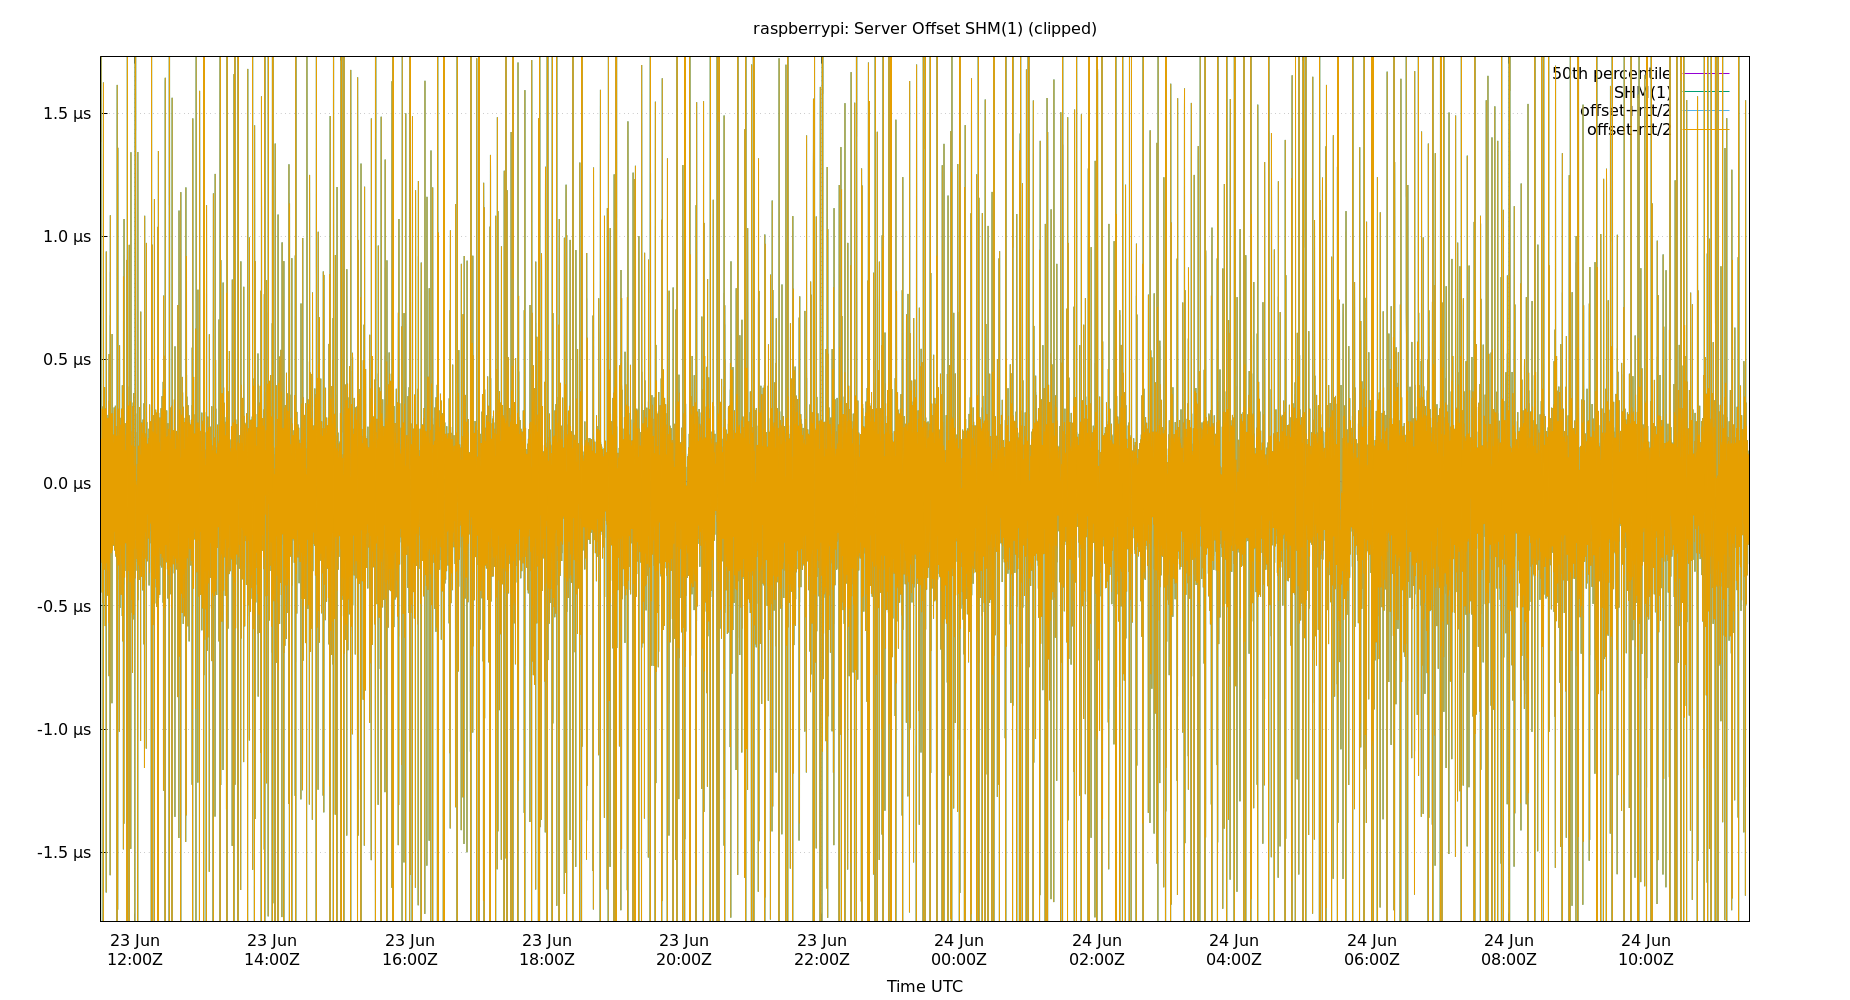 raspberrypi: Server Offset SHM(1) (clipped)
50th percentile
SHM(1)
offset+rtt/2
offset-rtt/2
1.5 µs
1.0 µs
0.5 µs
0.0 µs
-0.5 µs
-1.0 µs
-1.5 µs
23 Jun 23 Jun 23 Jun 23 Jun 23 Jun 23 Jun 24 Jun 24 Jun 24 Jun 24 Jun 24 Jun 24 Jun
12:00Z 14:00Z 16:00Z 18:00Z 20:00Z 22:00Z 00:00Z 02:00Z 04:00Z 06:00Z 08:00Z 10:00Z
Time UTC